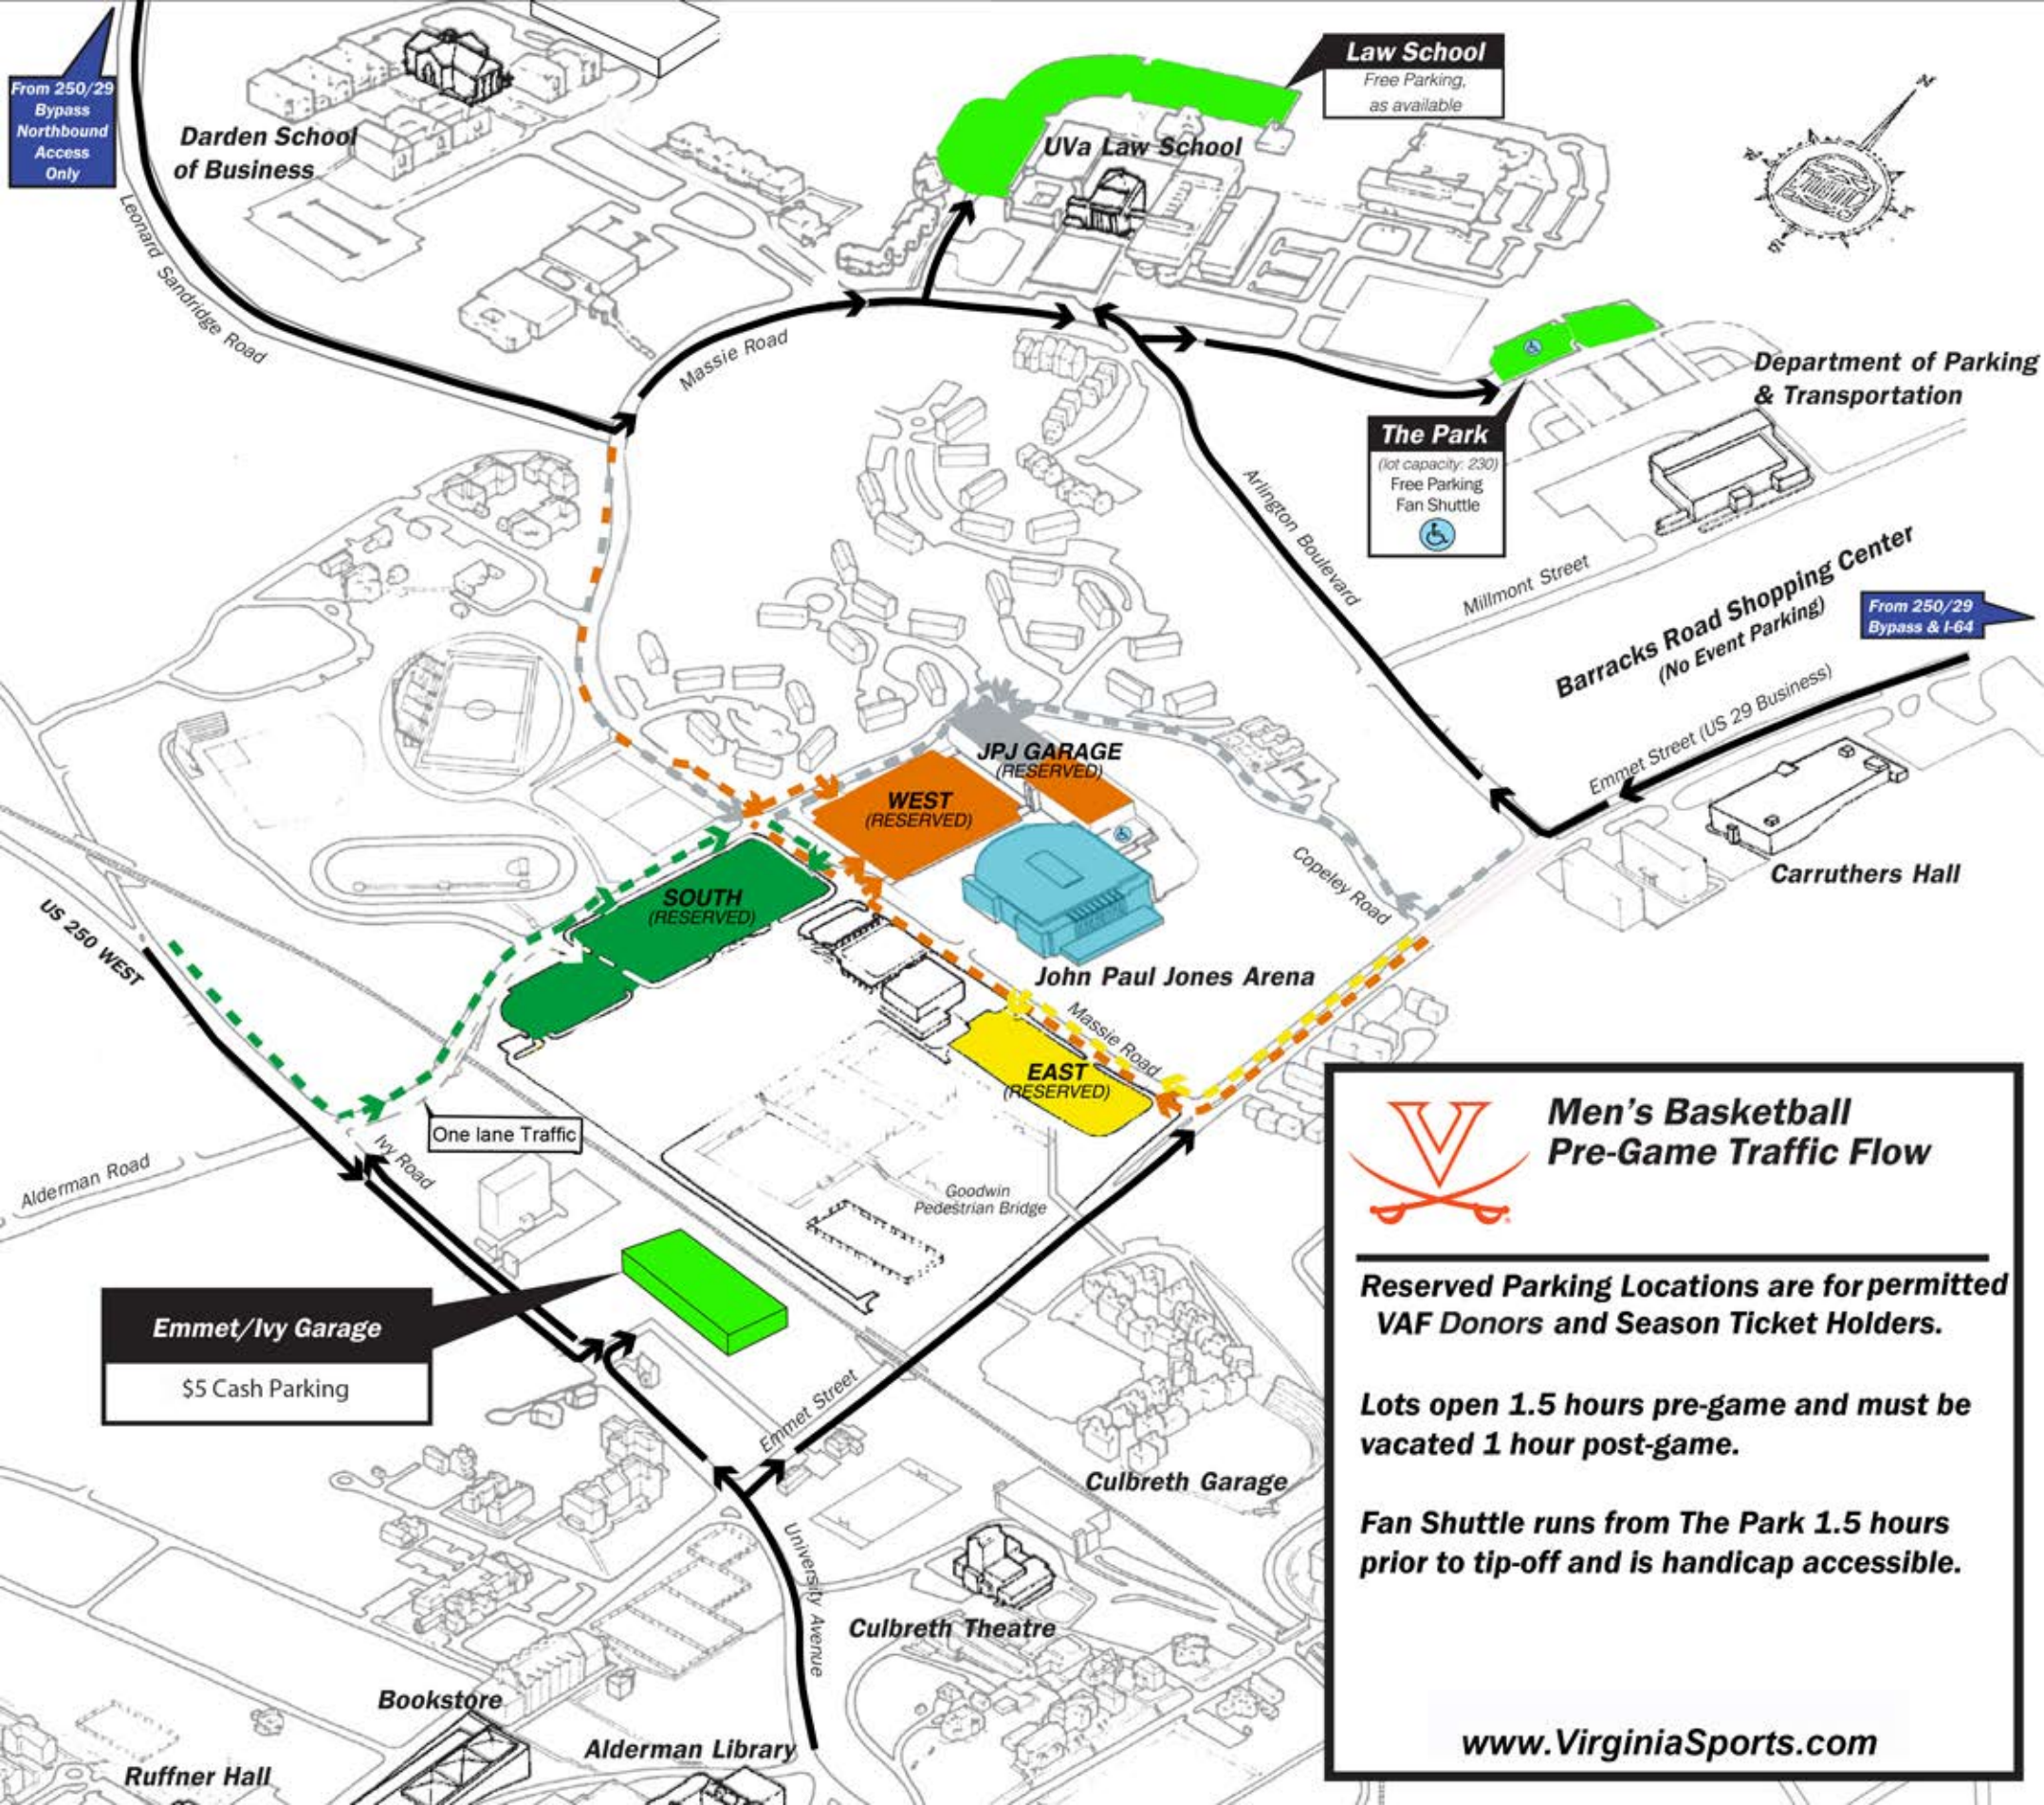 From 250/29
Bypass
Northbound
Access
Only
Darden School
of Business
Leonard Sandridge Road
Massie Road
Law School
Free Parking,
as available
UVa Law School
N
Department of Parking
& Transportation
The Park
(lot capacity: 230)
Free Parking
Fan Shuttle
Arlington Boulevard
Millmont Street
Barracks Road Shopping Center
(No Event Parking)
From 250/29
Bypass & I-64
Emmet Street (US 29 Business)
Carruthers Hall
JPJ GARAGE
(RESERVED)
WEST
(RESERVED)
Copeley Road
SOUTH
(RESERVED)
John Paul Jones Arena
Massie Road
EAST
(RESERVED)
US 250 WEST
One lane Traffic
Ivy Road
Alderman Road
Goodwin
Pedestrian Bridge
Emmet/Ivy Garage
$5 Cash Parking
Emmet Street
Culbreth Garage
University Avenue
Culbreth Theatre
Bookstore
Alderman Library
Ruffner Hall
Men's Basketball
Pre-Game Traffic Flow
Reserved Parking Locations are for permitted
VAF Donors and Season Ticket Holders.
Lots open 1.5 hours pre-game and must be
vacated 1 hour post-game.
Fan Shuttle runs from The Park 1.5 hours
prior to tip-off and is handicap accessible.
www.VirginiaSports.com